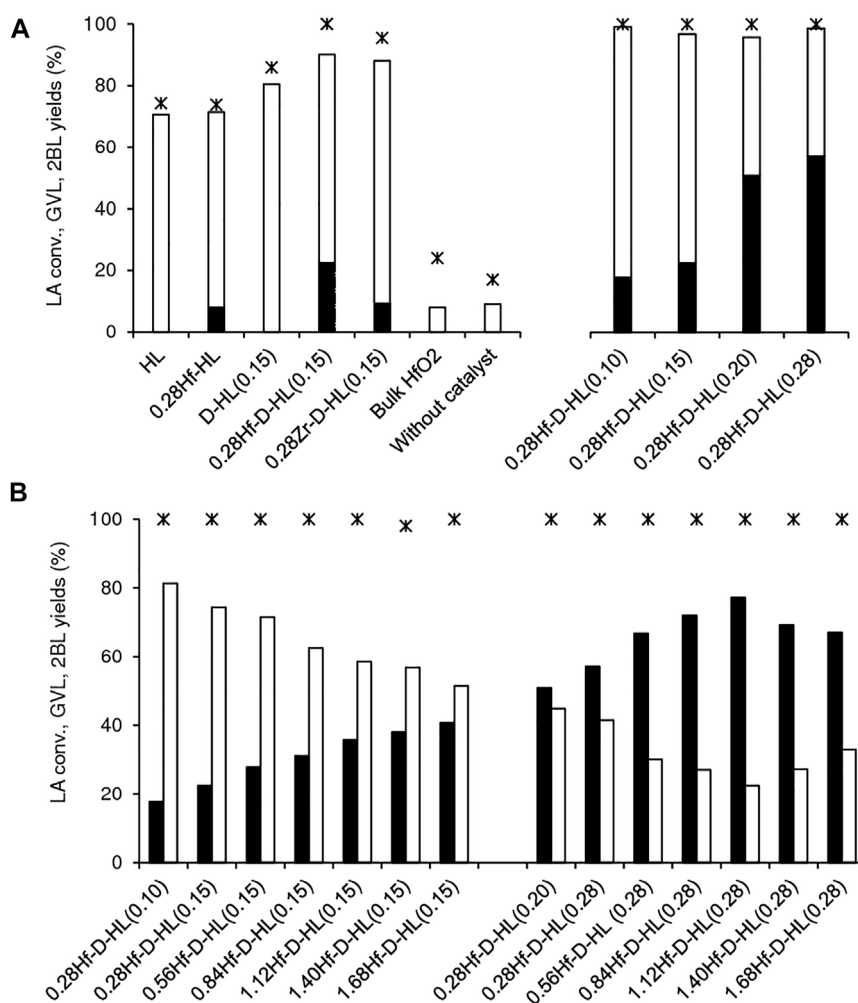 A
LA conv., GVL, 2BL yields (%)
100
80
60
40
20
0
HL
0.28Hf-HL
D-HL(0.15)
0.28Hf-D-HL(0.15)
0.28Zr-D-HL(0.15)
Bulk HfO2
Without catalyst
0.28Hf-D-HL(0.10)
0.28Hf-D-HL(0.15)
0.28Hf-D-HL(0.20)
0.28Hf-D-HL(0.28)
B
LA conv., GVL, 2BL yields (%)
100
80
60
40
20
0
0.28Hf-D-HL(0.10)
0.28Hf-D-HL(0.15)
0.56Hf-D-HL(0.15)
0.84Hf-D-HL(0.15)
1.12Hf-D-HL(0.15)
1.40Hf-D-HL(0.15)
1.68Hf-D-HL(0.15)
0.28Hf-D-HL(0.20)
0.28Hf-D-HL(0.28)
0.56Hf-D-HL (0.28)
0.84Hf-D-HL(0.28)
1.12Hf-D-HL(0.28)
1.40Hf-D-HL(0.28)
1.68Hf-D-HL(0.28)